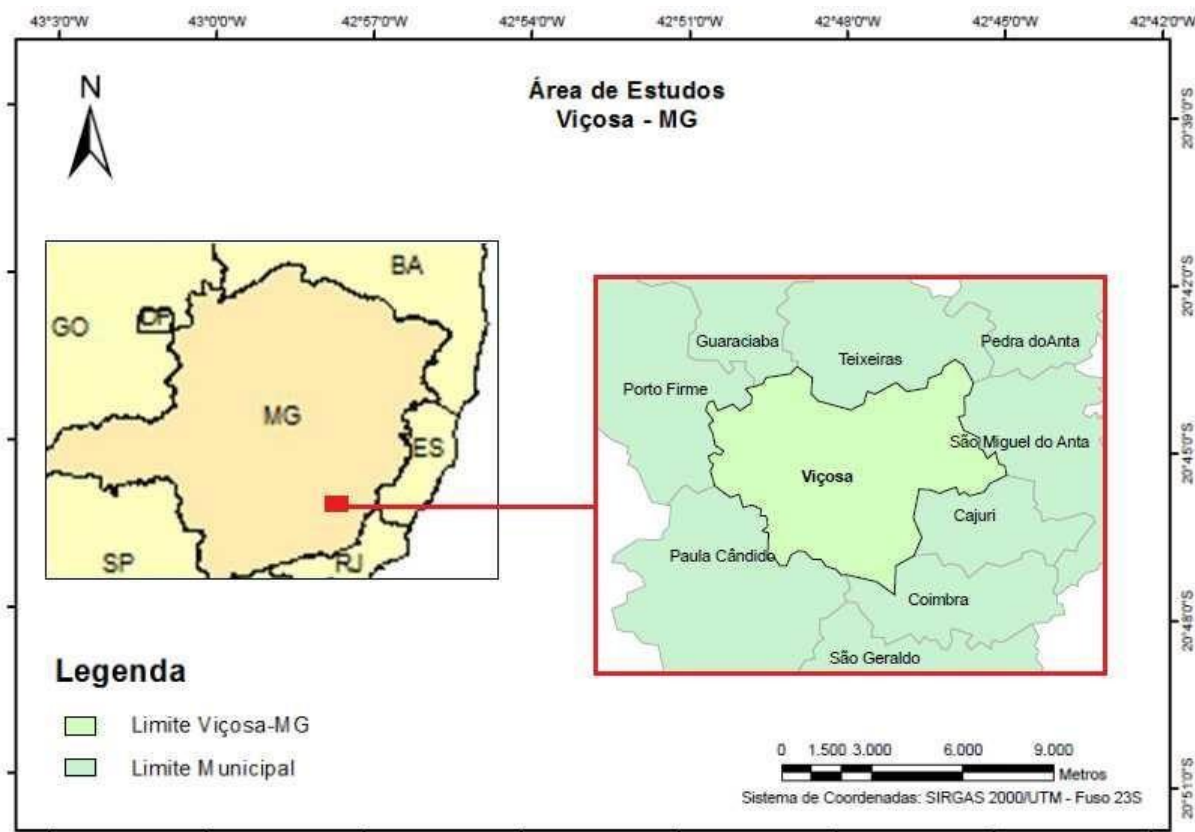 43°3'0"W 43°0'0"W 42°57'0"W 42°54'0"W 42°51'0"W 42°48'0"W 42°45'0"W 42°42'0"W
N
Área de Estudos
Viçosa - MG
20°39'0"S
20°42'0"S
20°45'0"S
20°48'0"S
20°51'0"S
BA
GO
DF
MG
ES
SP
RJ
Guaraciaba
Teixeiras
Pedra doAnta
Porto Firme
São Miguel do Anta
Viçosa
Cajuri
Paula Cândido
Coimbra
São Geraldo
Legenda
Limite Viçosa-MG
Limite Municipal
0 1.500 3.000 6.000 9.000
Metros
Sistema de Coordenadas: SIRGAS 2000/UTM - Fuso 23S